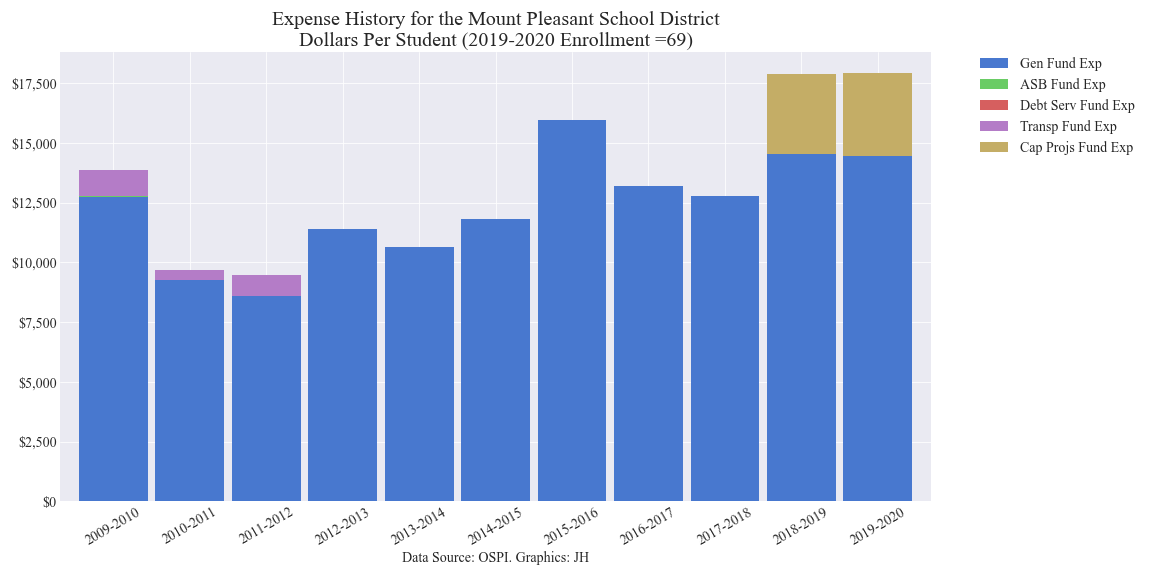 Expense History for the Mount Pleasant School District
Dollars Per Student (2019-2020 Enrollment =69)
$17,500
$15,000
$12,500
$10,000
$7,500
$5,000
$2,500
$0
2009-2010
2010-2011
2011-2012
2012-2013
2013-2014
2014-2015
2015-2016
2016-2017
2017-2018
2018-2019
2019-2020
Data Source: OSPI. Graphics: JH
Gen Fund Exp
ASB Fund Exp
Debt Serv Fund Exp
Transp Fund Exp
Cap Projs Fund Exp